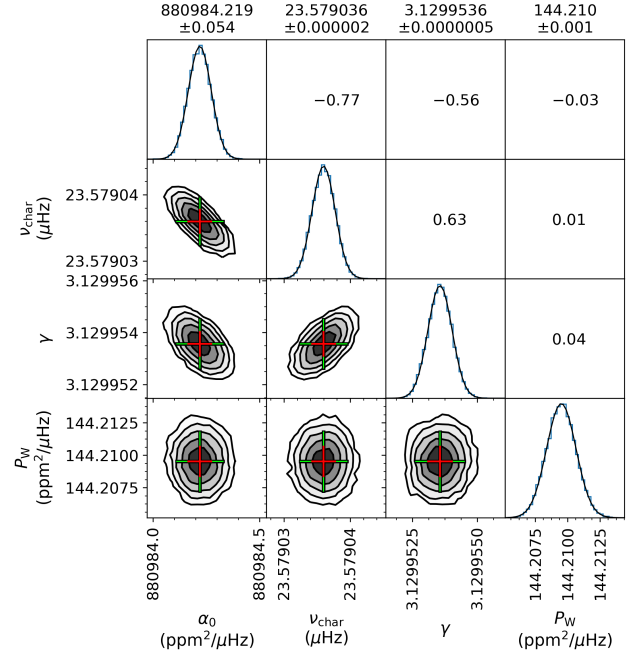 880984.219 23.579036 3.1299536 144.210
±0.054 ±0.000002 ±0.0000005 ±0.001
−0.77 −0.56 −0.03
ν_char
(μHz)
23.57904
23.57903
0.63 0.01
γ
3.129956
3.129954
3.129952
0.04
P_W
(ppm²/μHz)
144.2125
144.2100
144.2075
880984.0 880984.5 23.57903 23.57904 3.1299525 3.1299550 144.2075 144.2100 144.2125
α₀ ν_char γ P_W
(ppm²/μHz) (μHz) (ppm²/μHz)